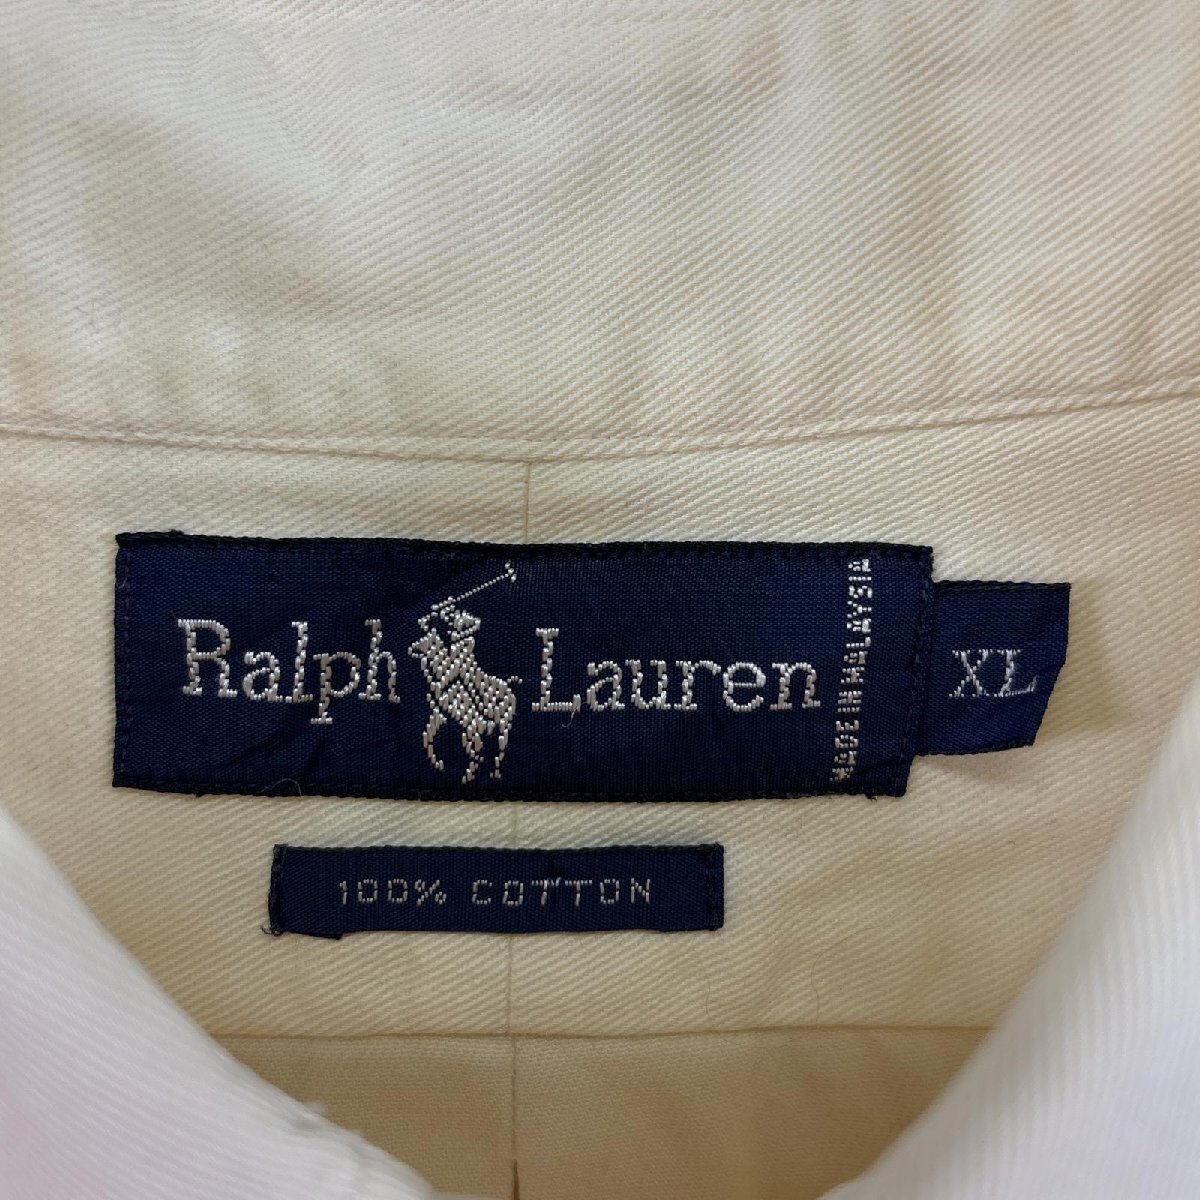 Ralph Lauren
MADE IN MALAYSIA
XL
100% COTTON